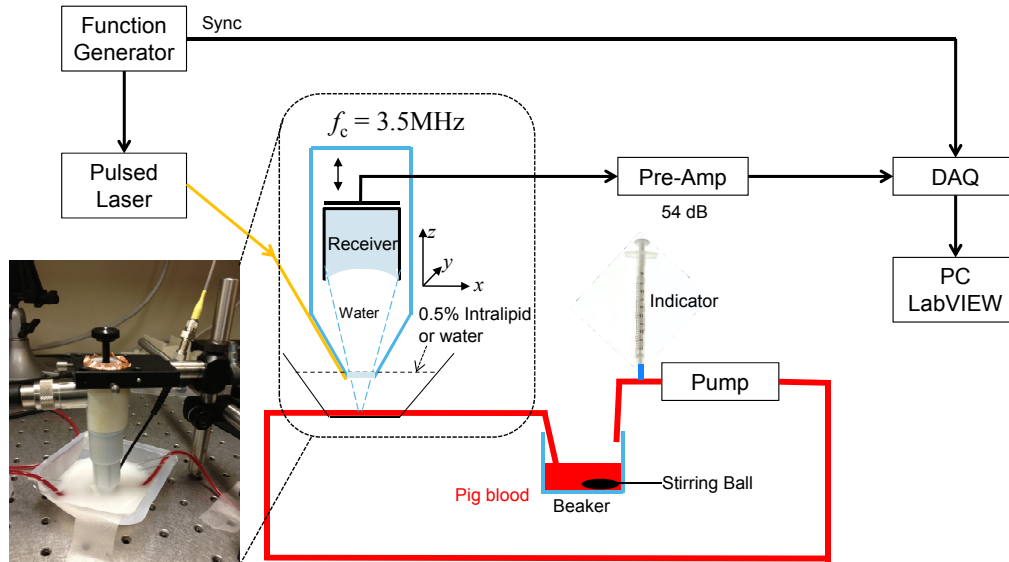 Function
Generator
Sync
Pulsed
Laser
f_c = 3.5MHz
Receiver
z
y
x
Water
0.5% Intralipid
or water
Pre-Amp
54 dB
DAQ
PC
LabVIEW
Indicator
Pump
Pig blood
Beaker
Stirring Ball